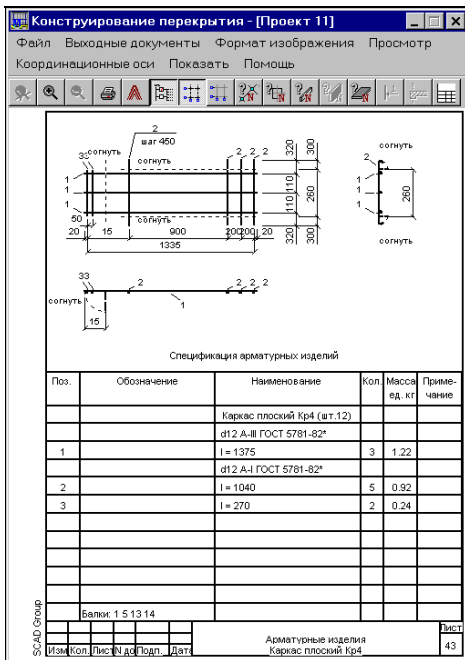 Конструирование перекрытия - [Проект 11]
Файл Выходные документы Формат изображения Просмотр
Координационные оси Показать Помощь
2
шаг 450
согнуть
33
согнуть
2 2 2
1
1
1
согнуть
50
20 15 900 200 200 20
1335
320 110 110 320
300 260 300
согнуть
2
1
1
1
260
согнуть
33
2
2 2 2
согнуть
1
15
Спецификация арматурных изделий
Поз. Обозначение Наименование Кол. Масса ед. кг Приме-чание
Каркас плоский Кр4 (шт.12)
d12 A-III ГОСТ 5781-82*
1 l = 1375 3 1.22
d12 A-I ГОСТ 5781-82*
2 l = 1040 5 0.92
3 l = 270 2 0.24
Балки: 1 5 13 14
SCAD Group
Изм Кол. Лист N до Подп. Дата
Арматурные изделия
Каркас плоский Кр4
Лист
43